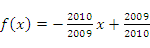 f(x) = −2010/2009 x + 2009/2010